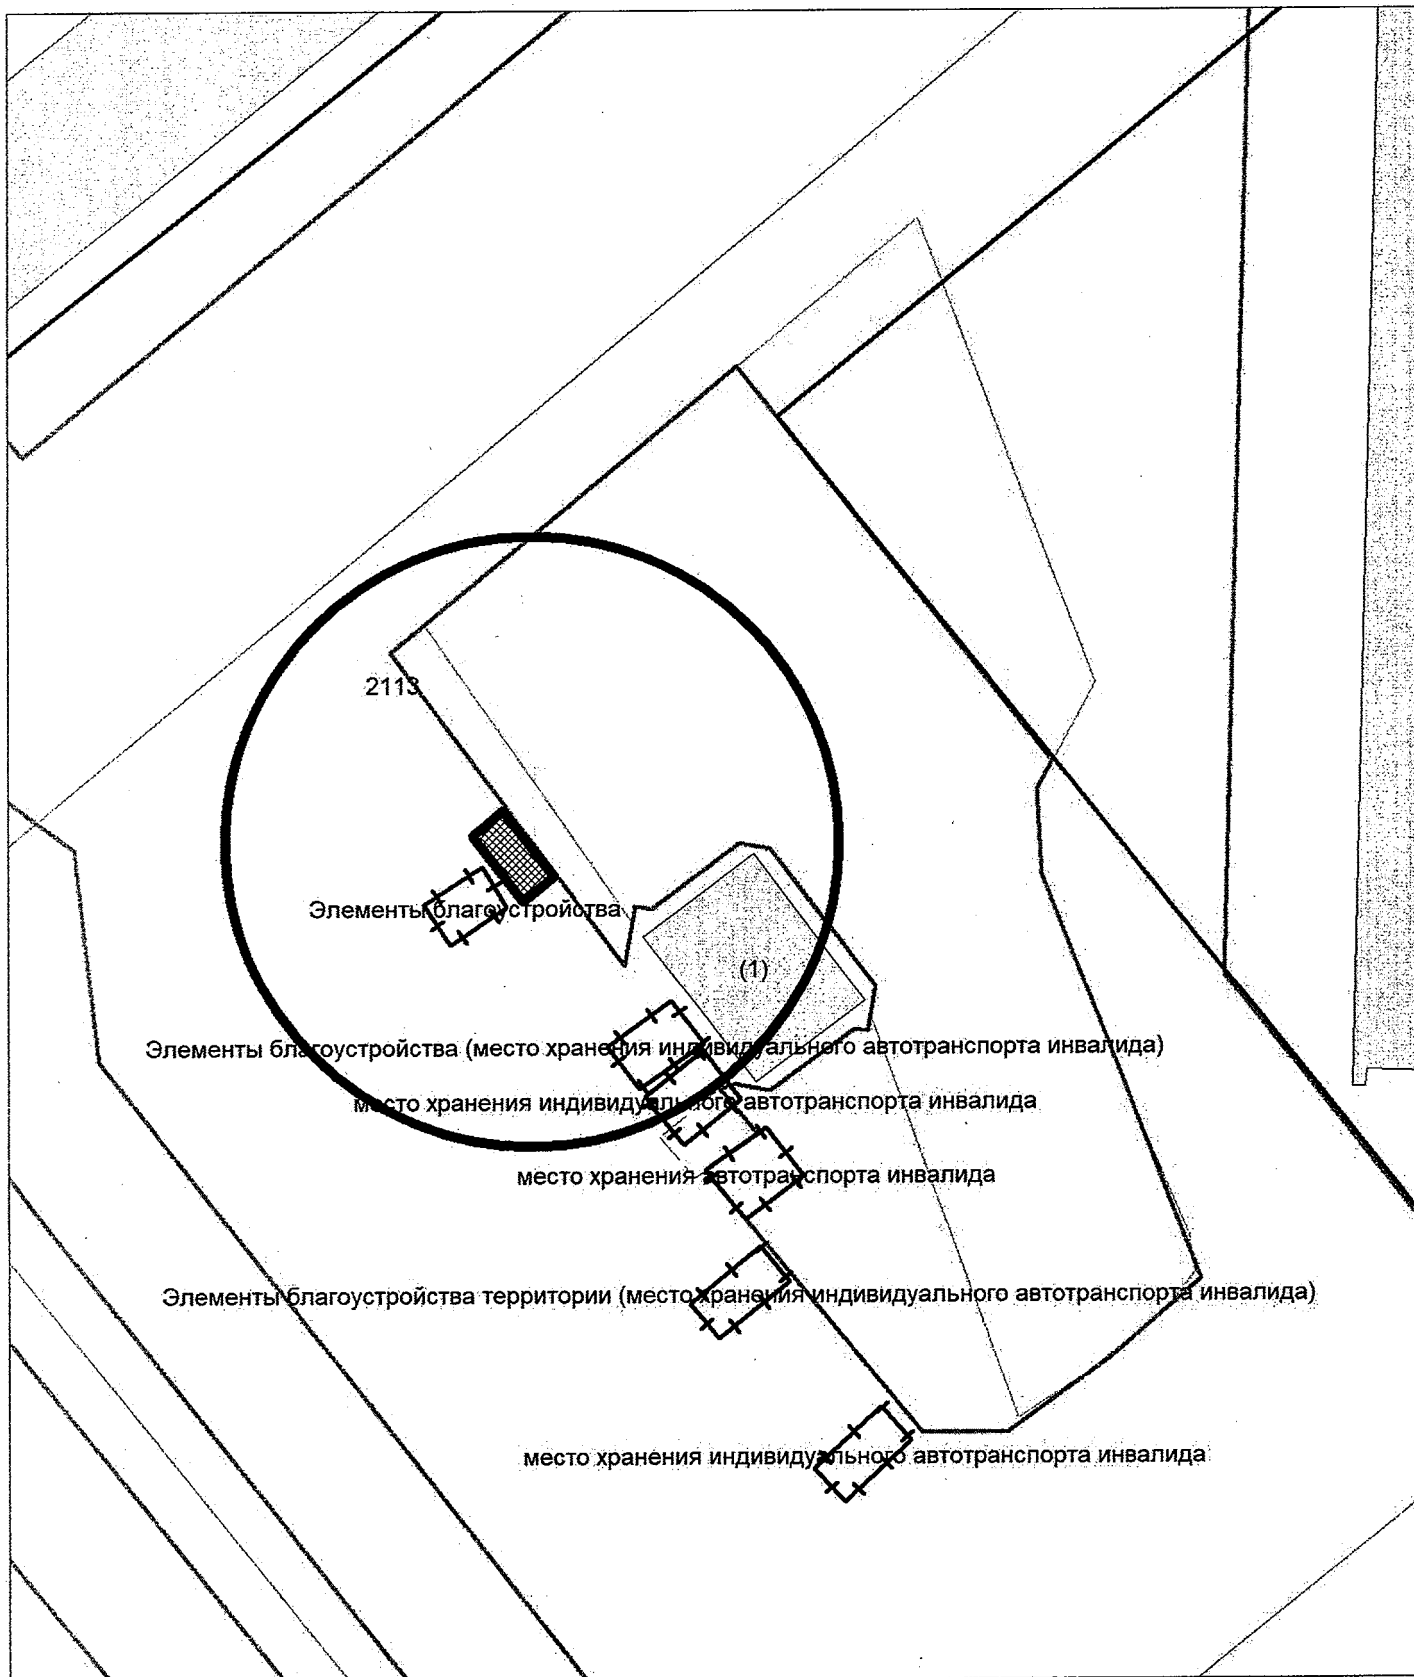 2113
Элементы благоустройства
(1)
Элементы благоустройства (место хранения индивидуального автотранспорта инвалида)
место хранения индивидуального автотранспорта инвалида
место хранения автотранспорта инвалида
Элементы благоустройства территории (место хранения индивидуального автотранспорта инвалида)
место хранения индивидуального автотранспорта инвалида